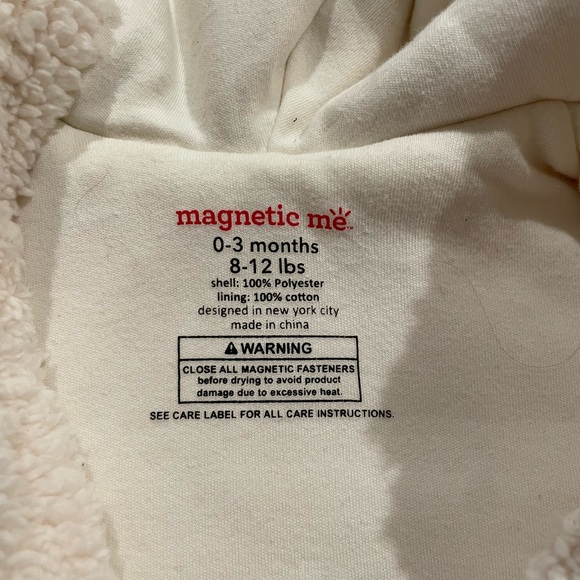 magnetic me™
0-3 months
8-12 lbs
shell: 100% Polyester
lining: 100% cotton
designed in new york city
made in china
⚠ WARNING
CLOSE ALL MAGNETIC FASTENERS
before drying to avoid product
damage due to excessive heat.
SEE CARE LABEL FOR ALL CARE INSTRUCTIONS.